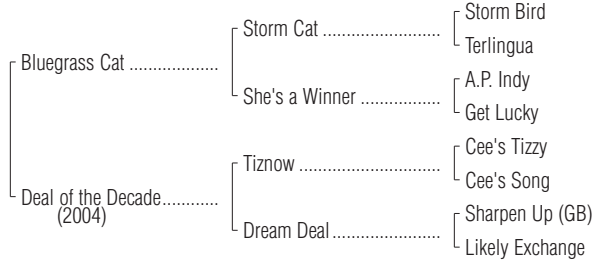 Storm Bird
Storm Cat ........................
Terlingua
Bluegrass Cat ..................
A.P. Indy
She's a Winner ................
Get Lucky
Cee's Tizzy
Tiznow ............................
Cee's Song
Deal of the Decade............
(2004)
Sharpen Up (GB)
Dream Deal.....................
Likely Exchange